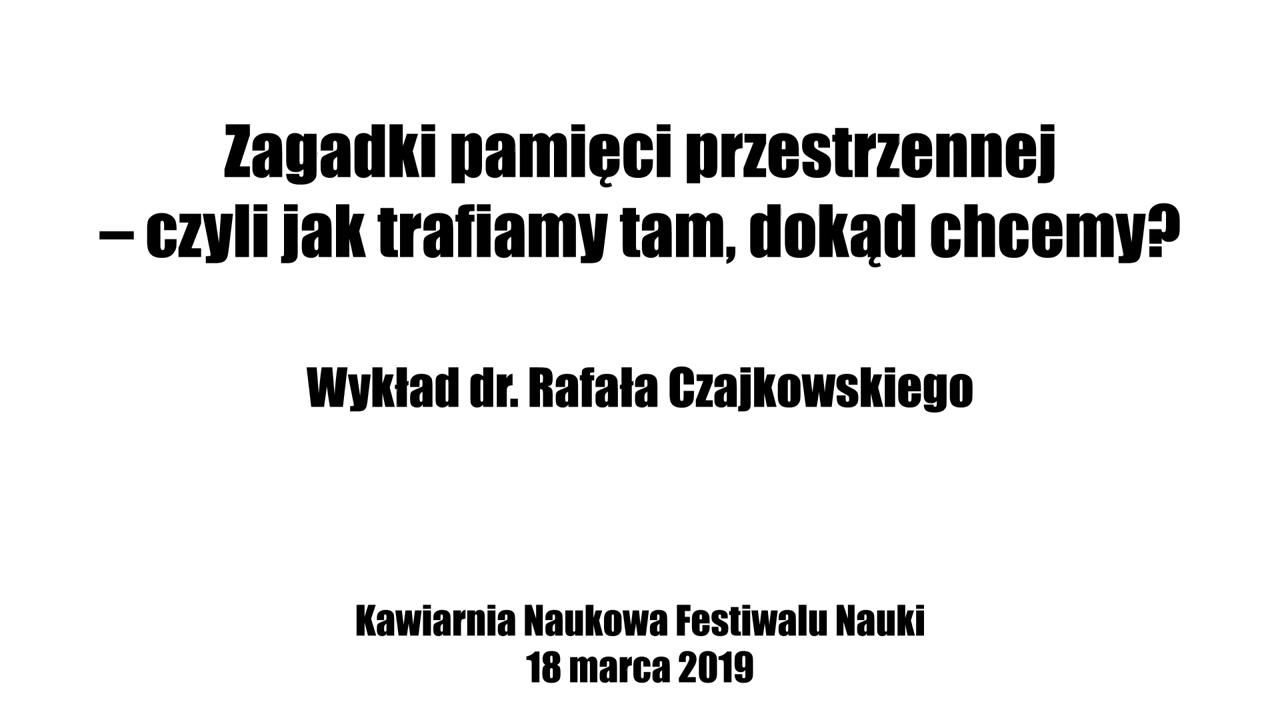 Zagadki pamięci przestrzennej
– czyli jak trafiamy tam, dokąd chcemy?
Wykład dr. Rafała Czajkowskiego
Kawiarnia Naukowa Festiwalu Nauki
18 marca 2019